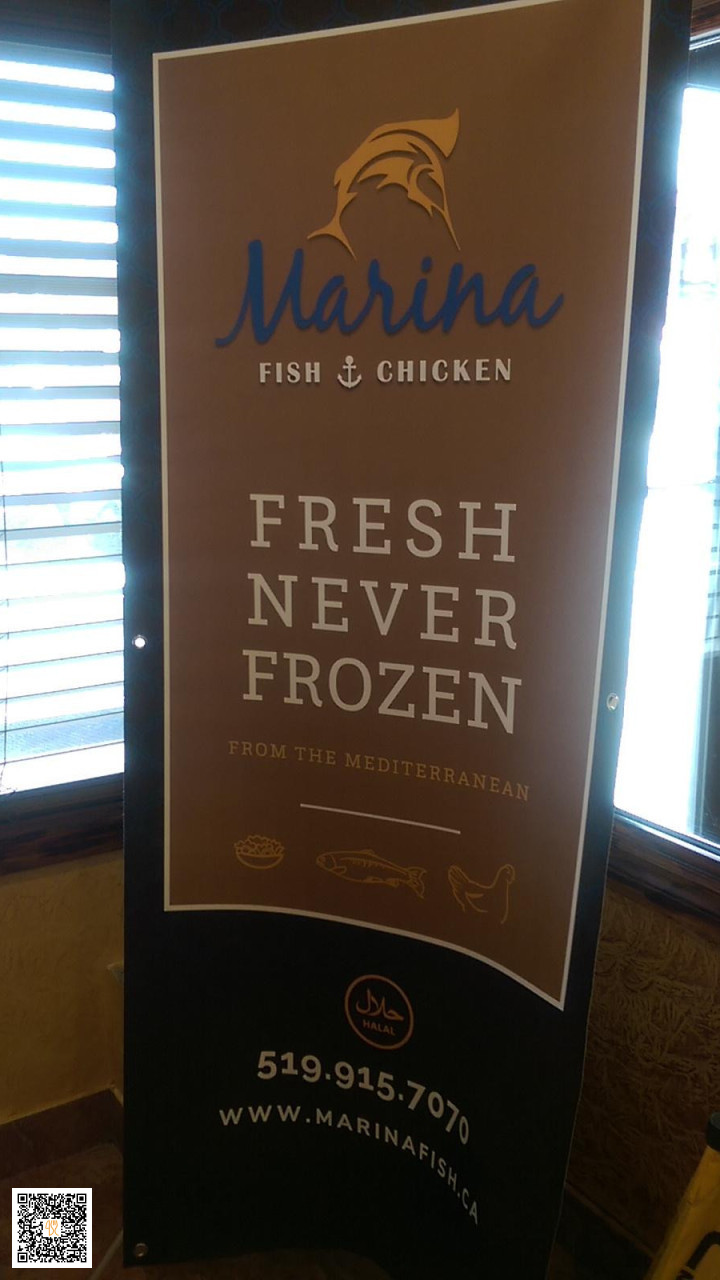 Marina
FISH CHICKEN
FRESH
NEVER
FROZEN
FROM THE MEDITERRANEAN
حلال
HALAL
519.915.7070
WWW.MARINAFISH.CA